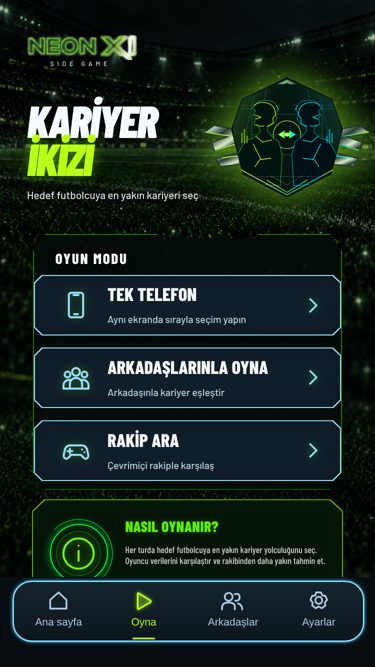 NEON XI
SIDE GAME
KARİYER
İKİZİ
Hedef futbolcuya en yakın kariyeri seç
OYUN MODU
TEK TELEFON
Aynı ekranda sırayla seçim yapın
ARKADAŞLARINLA OYNA
Arkadaşınla kariyer eşleştir
RAKİP ARA
Çevrimiçi rakiple karşılaş
NASIL OYNANIR?
Her turda hedef futbolcuya en yakın kariyer yolculuğunu seç.
Oyuncu verilerini karşılaştır ve rakibinden daha yakın tahmin et.
Ana sayfa
Oyna
Arkadaşlar
Ayarlar